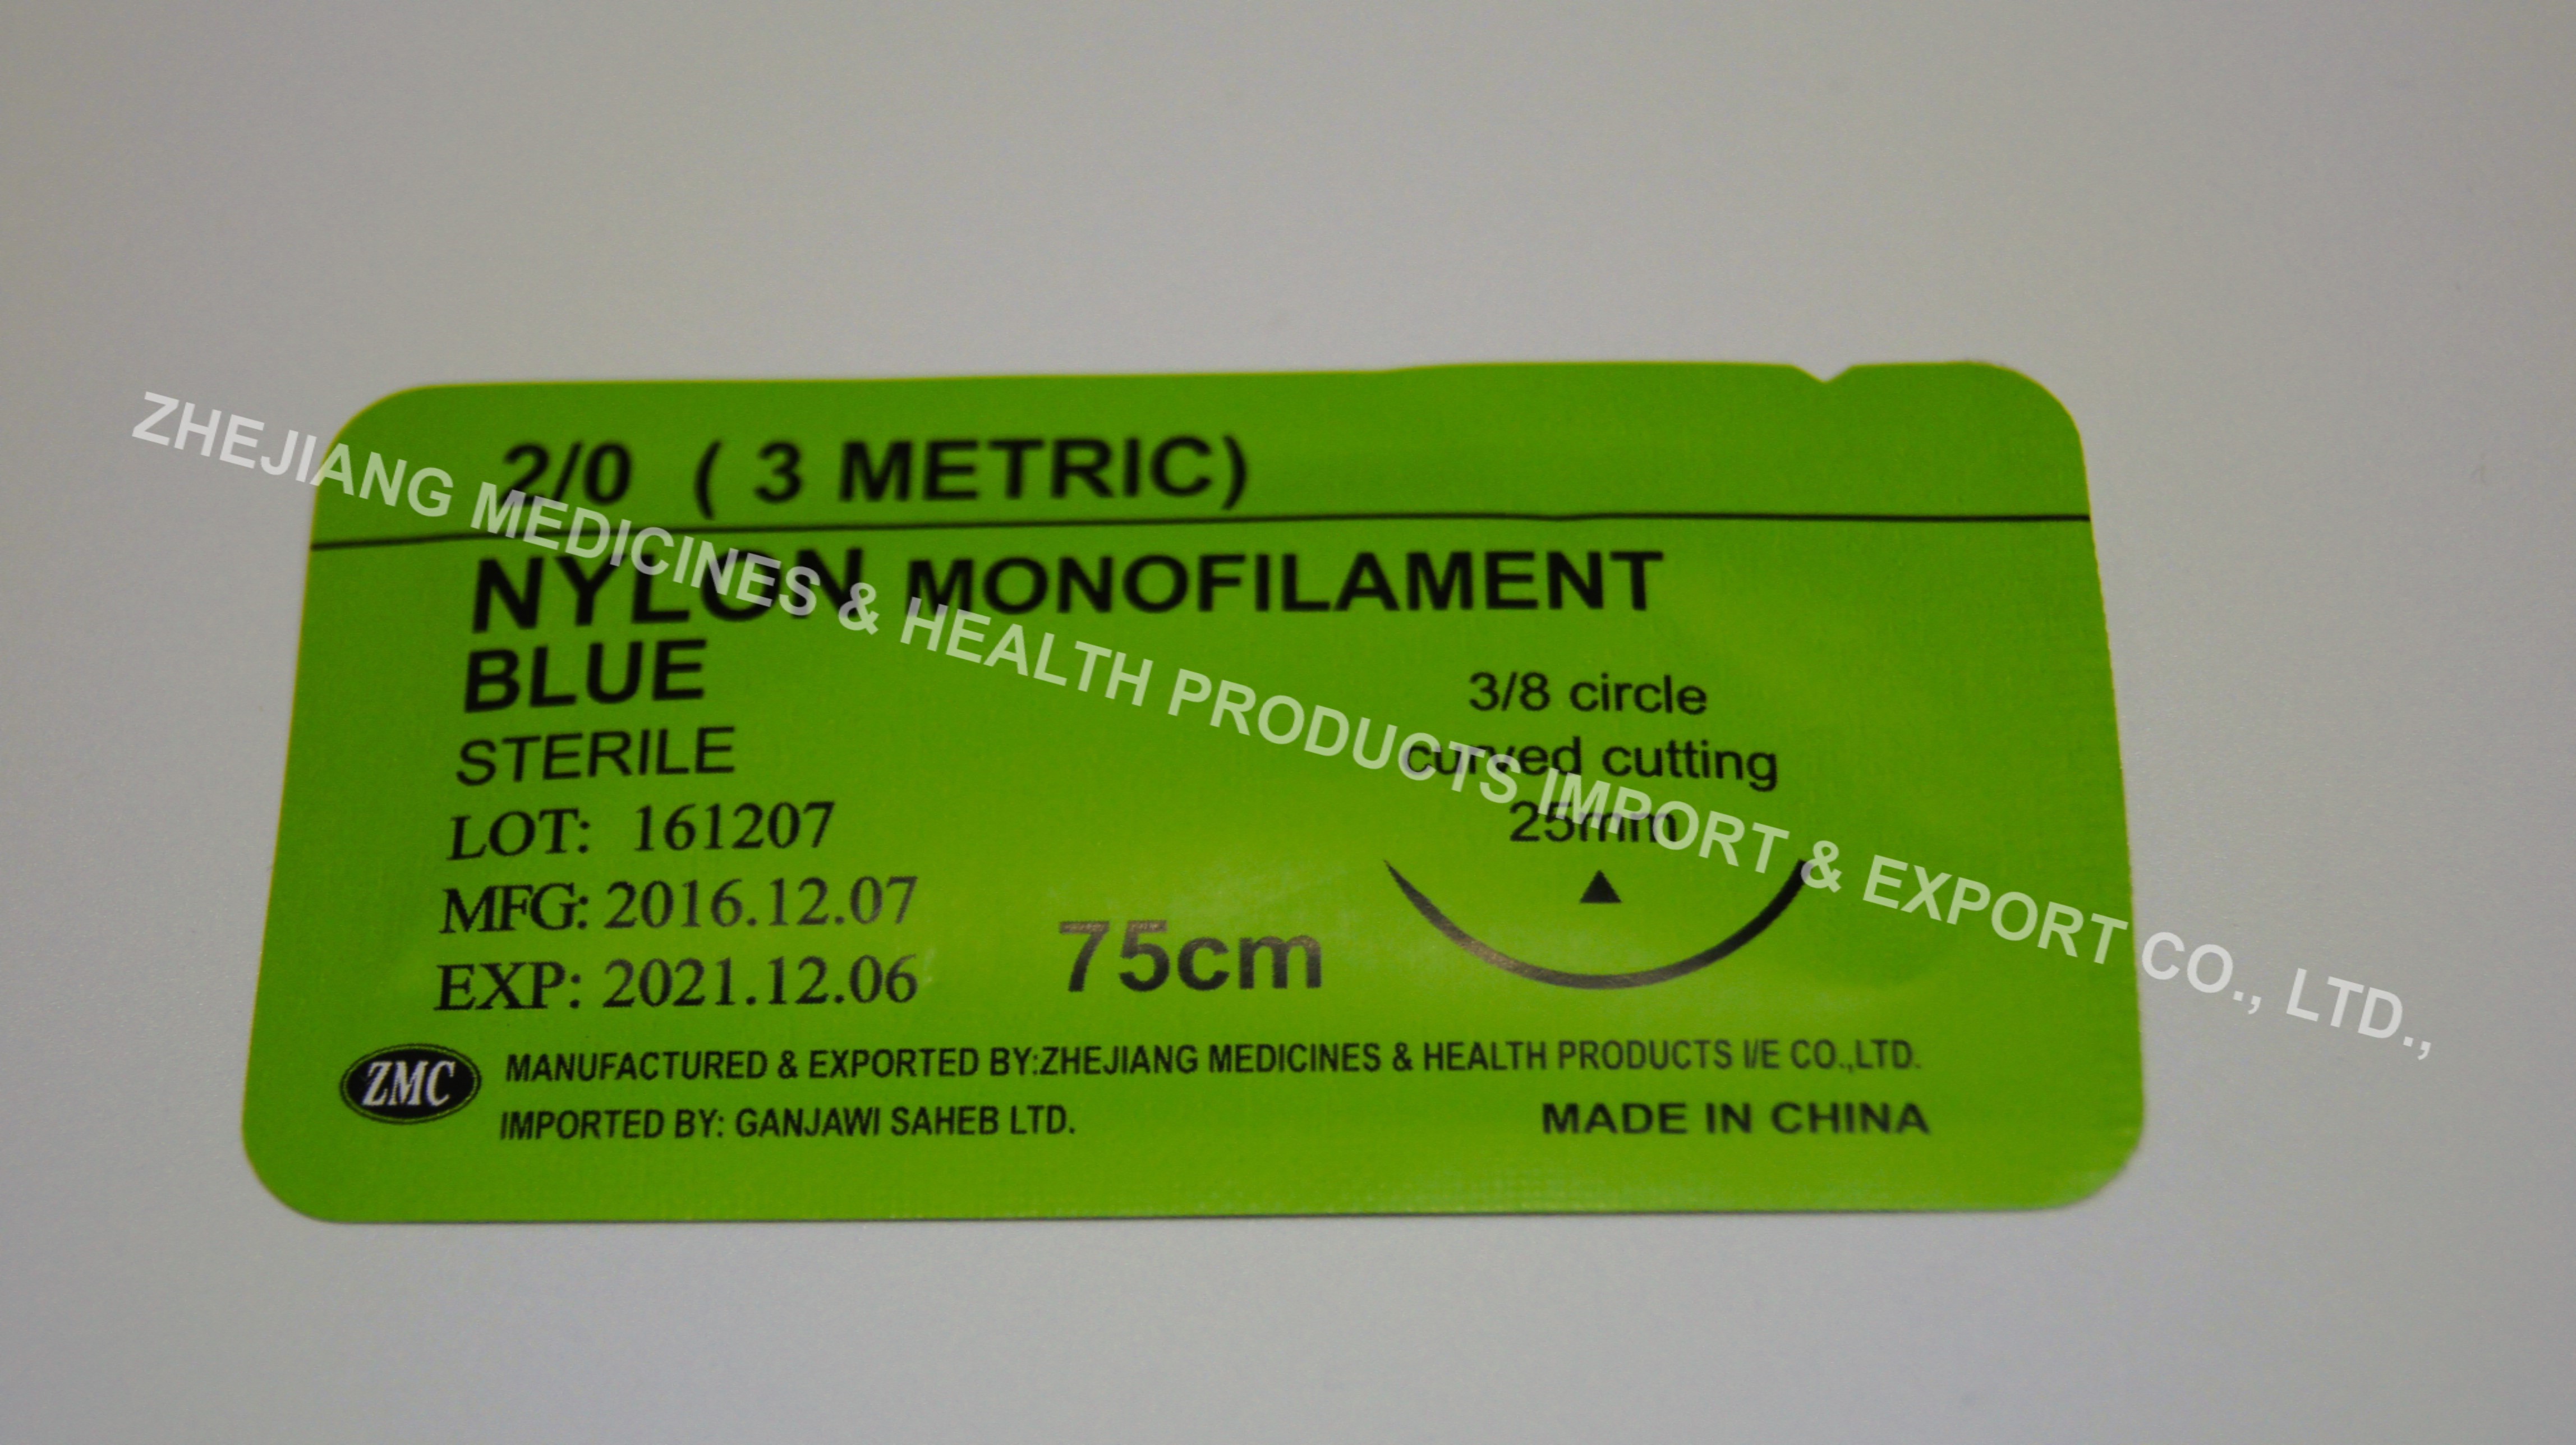 2/0 ( 3 METRIC)
NYLON MONOFILAMENT
BLUE
STERILE
LOT: 161207
MFG: 2016.12.07
EXP: 2021.12.06
75cm
3/8 circle
curved cutting
25mm
ZMC
MANUFACTURED & EXPORTED BY:ZHEJIANG MEDICINES & HEALTH PRODUCTS I/E CO.,LTD.
IMPORTED BY: GANJAWI SAHEB LTD.
MADE IN CHINA
ZHEJIANG MEDICINES & HEALTH PRODUCTS IMPORT & EXPORT CO., LTD.,